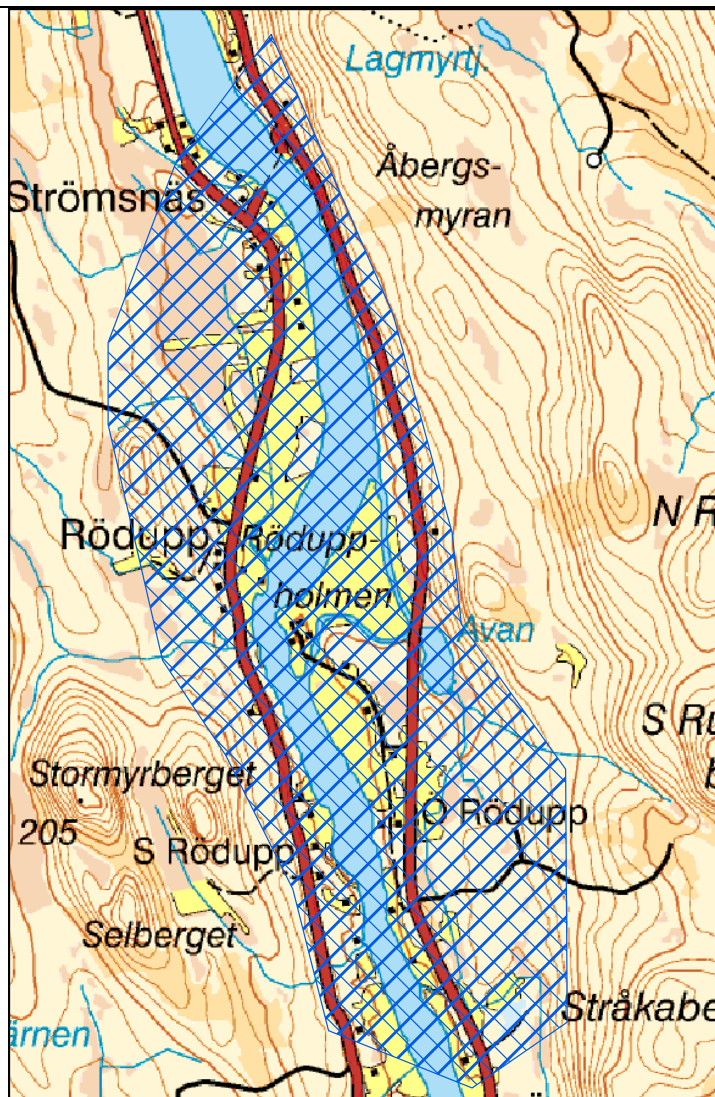 Lagmyrtj.
Åbergs-
myran
Strömsnäs
N R
Rödupp
Rödupp-
holmen
Avan
S Ru
b
Stormyrberget
205
S Rödupp
Ö Rödupp
Selberget
Stråkabe
ärnen